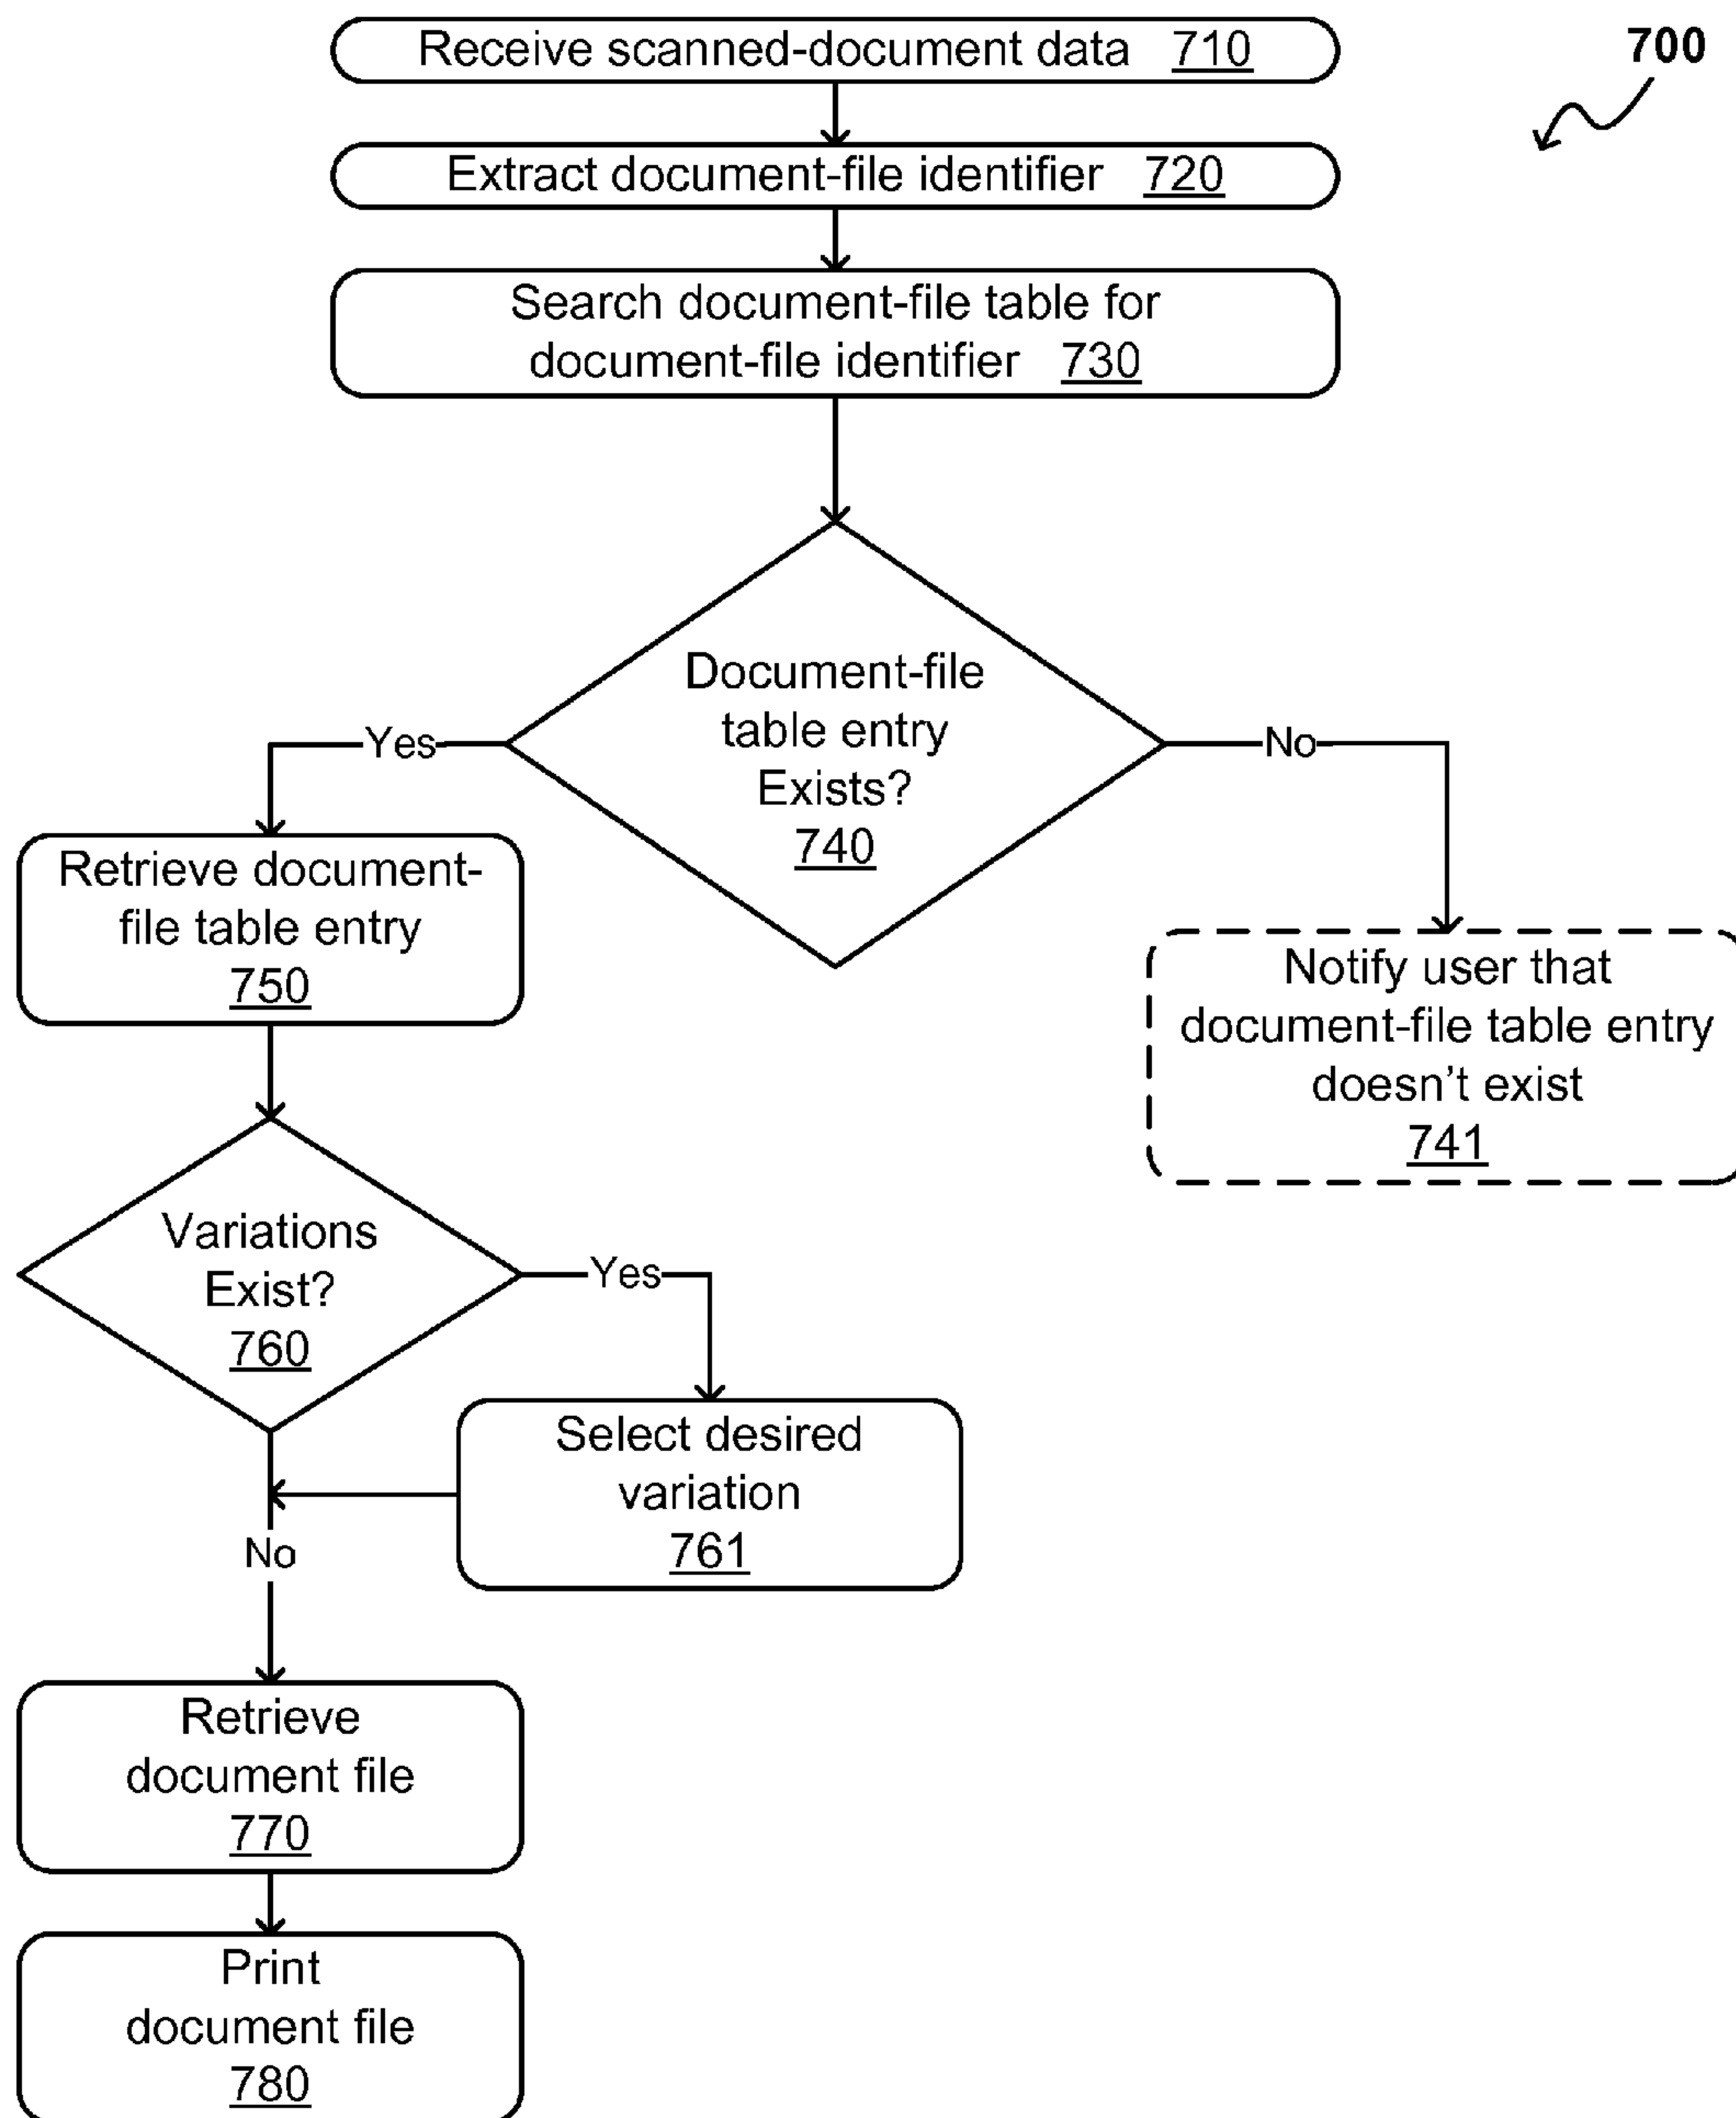 Receive scanned-document data 710
700
Extract document-file identifier 720
Search document-file table for
document-file identifier 730
Document-file
table entry
Exists?
740
Yes
No
Retrieve document-
file table entry
750
Notify user that
document-file table entry
doesn't exist
741
Variations
Exist?
760
Yes
Select desired
variation
761
No
Retrieve
document file
770
Print
document file
780